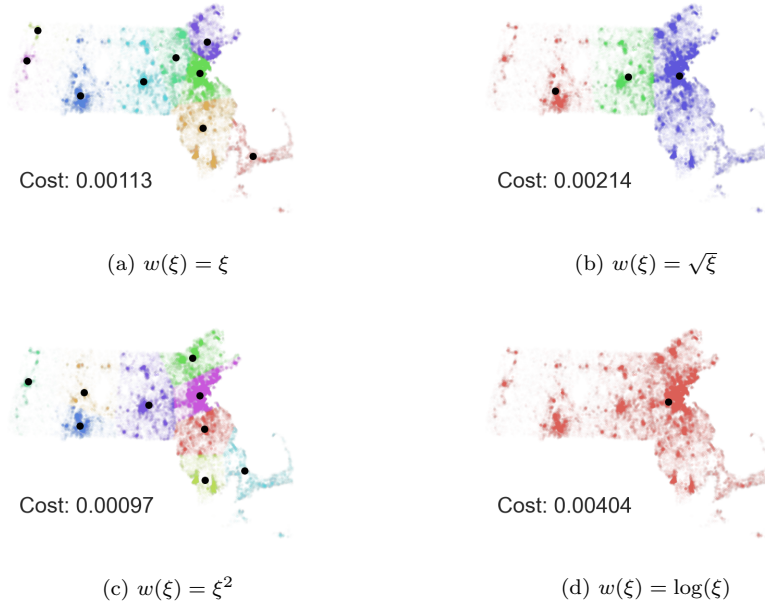 Cost: 0.00113
Cost: 0.00214
(a) w(ξ) = ξ
(b) w(ξ) = √ξ
Cost: 0.00097
Cost: 0.00404
(c) w(ξ) = ξ²
(d) w(ξ) = log(ξ)